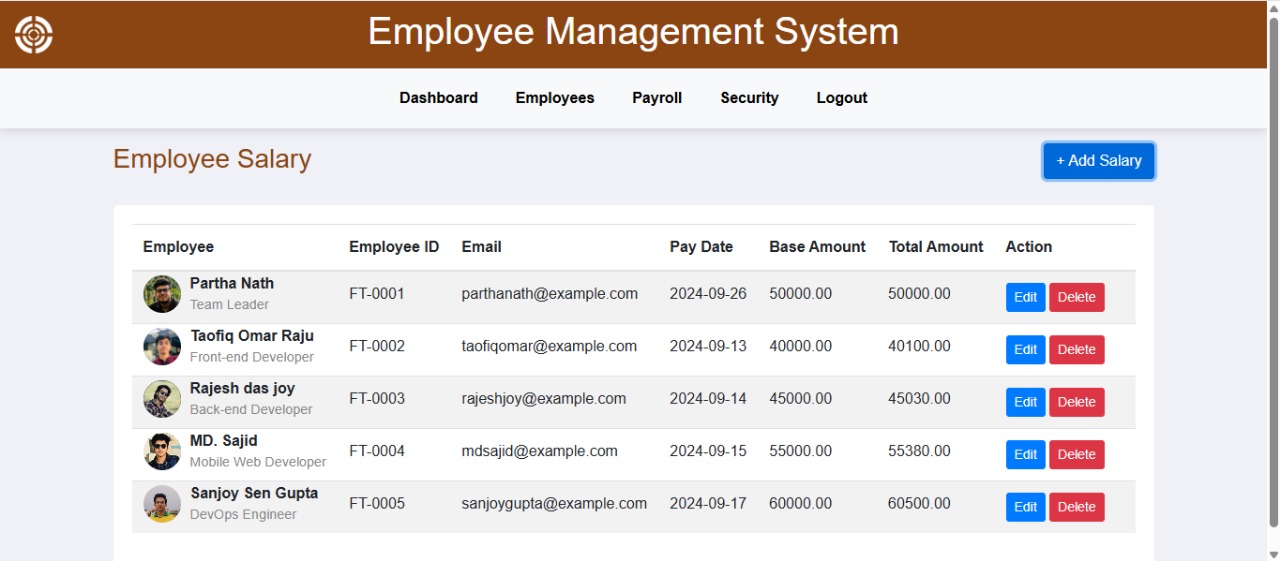 Employee Management System
Dashboard Employees Payroll Security Logout
Employee Salary
+ Add Salary
Employee Employee ID Email Pay Date Base Amount Total Amount Action
Partha Nath
Team Leader
FT-0001 parthanath@example.com 2024-09-26 50000.00 50000.00 Edit Delete
Taofiq Omar Raju
Front-end Developer
FT-0002 taofiqomar@example.com 2024-09-13 40000.00 40100.00 Edit Delete
Rajesh das joy
Back-end Developer
FT-0003 rajeshjoy@example.com 2024-09-14 45000.00 45030.00 Edit Delete
MD. Sajid
Mobile Web Developer
FT-0004 mdsajid@example.com 2024-09-15 55000.00 55380.00 Edit Delete
Sanjoy Sen Gupta
DevOps Engineer
FT-0005 sanjoygupta@example.com 2024-09-17 60000.00 60500.00 Edit Delete